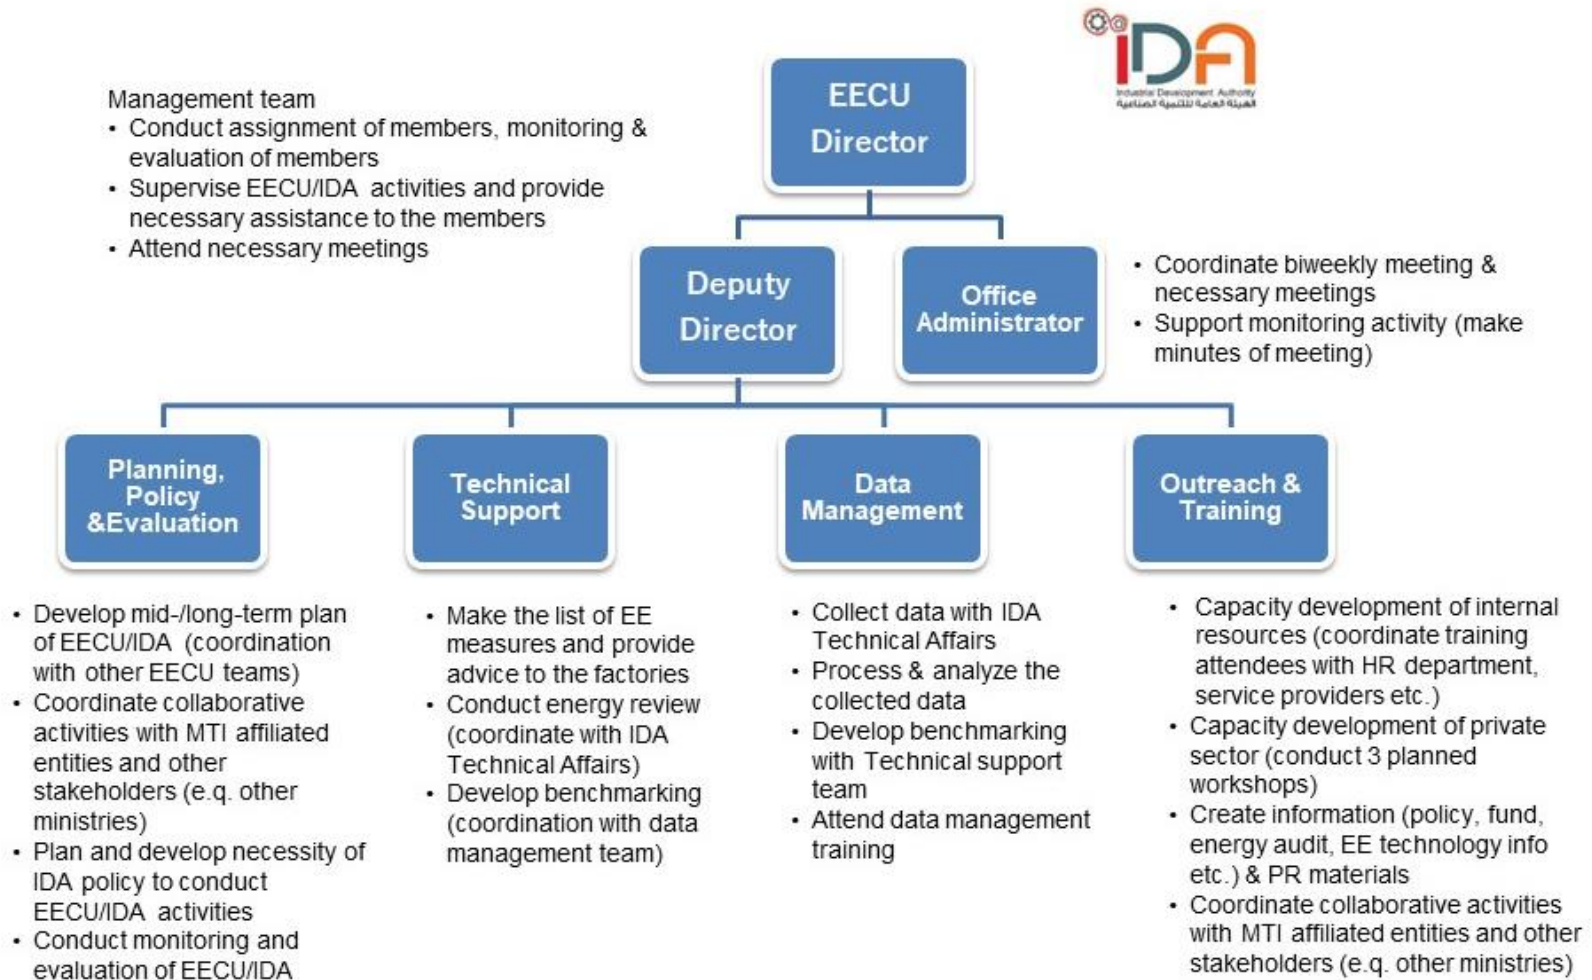 IDA
Industrial Development Authority
الهيئة العامة للتنمية الصناعية
EECU
Director
Management team
• Conduct assignment of members, monitoring &
evaluation of members
• Supervise EECU/IDA activities and provide
necessary assistance to the members
• Attend necessary meetings
Deputy
Director
Office
Administrator
• Coordinate biweekly meeting &
necessary meetings
• Support monitoring activity (make
minutes of meeting)
Planning,
Policy
&Evaluation
Technical
Support
Data
Management
Outreach &
Training
• Develop mid-/long-term plan
of EECU/IDA (coordination
with other EECU teams)
• Coordinate collaborative
activities with MTI affiliated
entities and other
stakeholders (e.q. other
ministries)
• Plan and develop necessity of
IDA policy to conduct
EECU/IDA activities
• Conduct monitoring and
evaluation of EECU/IDA
• Make the list of EE
measures and provide
advice to the factories
• Conduct energy review
(coordinate with IDA
Technical Affairs)
• Develop benchmarking
(coordination with data
management team)
• Collect data with IDA
Technical Affairs
• Process & analyze the
collected data
• Develop benchmarking
with Technical support
team
• Attend data management
training
• Capacity development of internal
resources (coordinate training
attendees with HR department,
service providers etc.)
• Capacity development of private
sector (conduct 3 planned
workshops)
• Create information (policy, fund,
energy audit, EE technology info
etc.) & PR materials
• Coordinate collaborative activities
with MTI affiliated entities and other
stakeholders (e.q. other ministries)